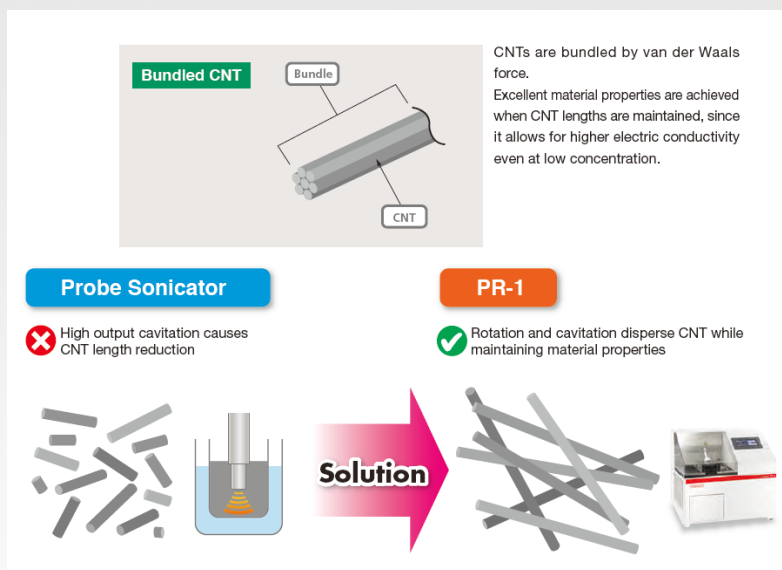 Bundled CNT
Bundle
CNT
CNTs are bundled by van der Waals
force.
Excellent material properties are achieved
when CNT lengths are maintained, since
it allows for higher electric conductivity
even at low concentration.
Probe Sonicator
High output cavitation causes
CNT length reduction
PR-1
Rotation and cavitation disperse CNT while
maintaining material properties
Solution